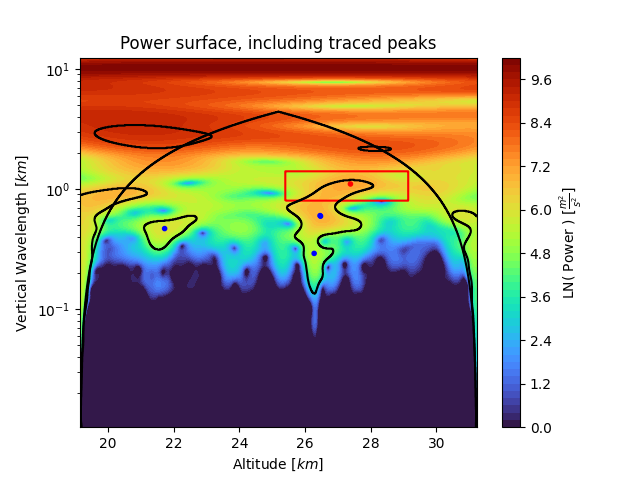 Power surface, including traced peaks
10¹
10⁰
10⁻¹
Vertical Wavelength [km]
20 22 24 26 28 30
Altitude [km]
9.6
8.4
7.2
6.0
4.8
3.6
2.4
1.2
0.0
LN( Power ) [m²/s²]